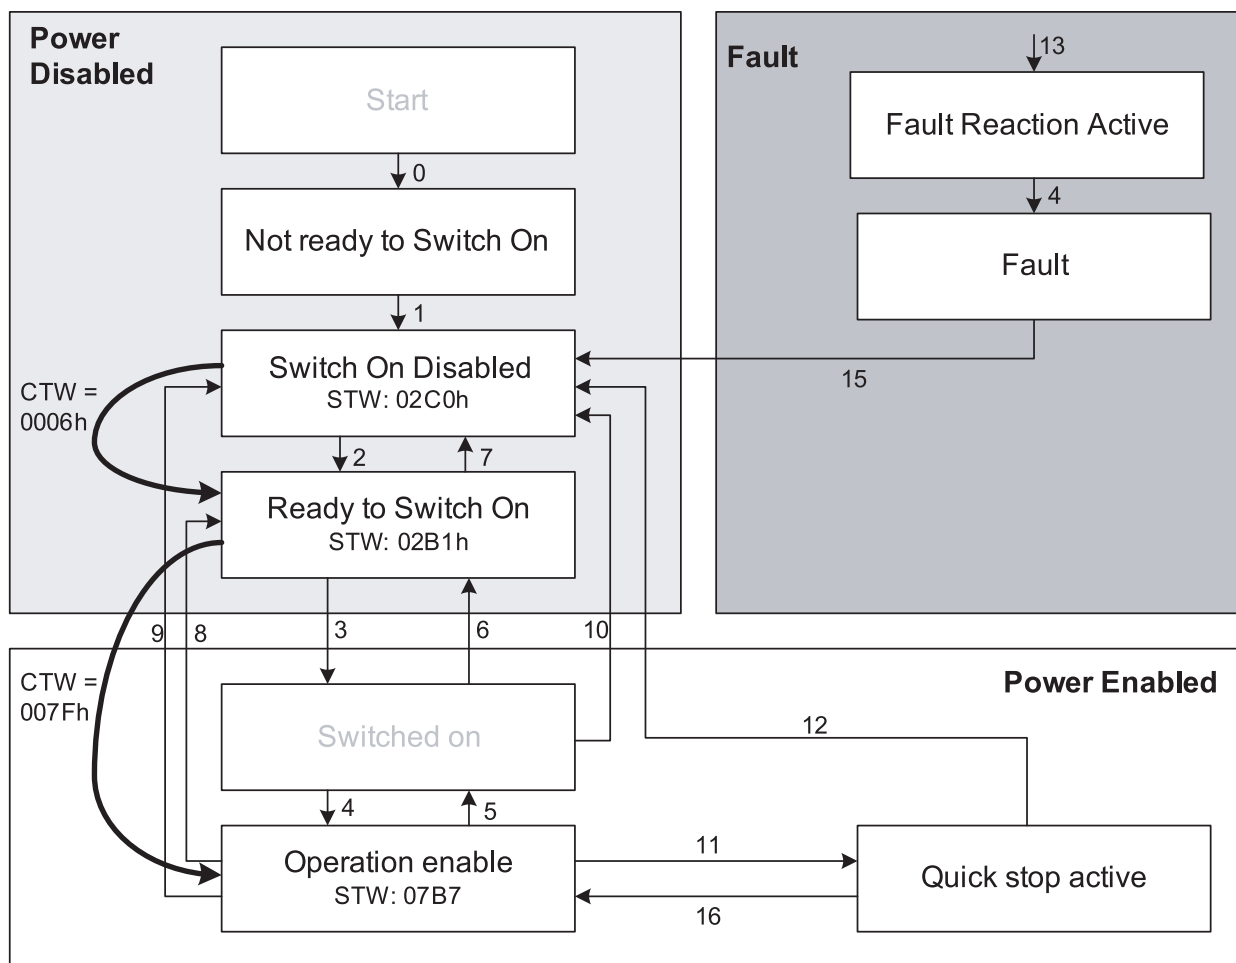 Power
Disabled
Start
0
Not ready to Switch On
1
Switch On Disabled
STW: 02C0h
CTW =
0006h
2
7
Ready to Switch On
STW: 02B1h
9
8
3
6
10
Fault
13
Fault Reaction Active
4
Fault
15
Power Enabled
CTW =
007Fh
Switched on
12
4
5
Operation enable
STW: 07B7
11
16
Quick stop active